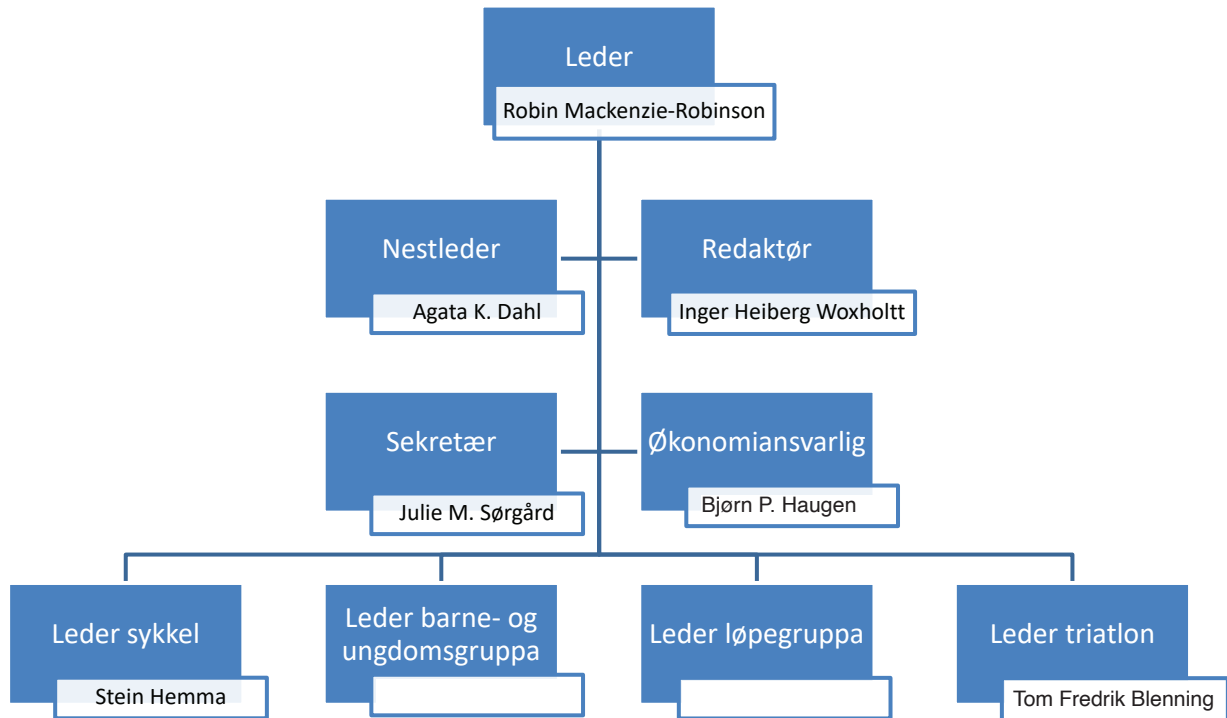 Leder
Robin Mackenzie-Robinson
Nestleder
Agata K. Dahl
Redaktør
Inger Heiberg Woxholtt
Sekretær
Julie M. Sørgård
Økonomiansvarlig
Bjørn P. Haugen
Leder sykkel
Stein Hemma
Leder barne- og
ungdomsgruppa
Leder løpegruppa
Leder triatlon
Tom Fredrik Blenning